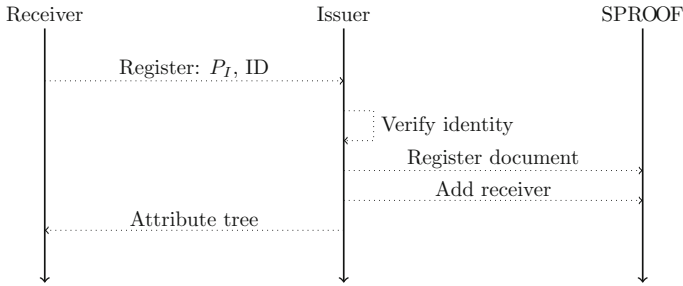 Receiver Issuer SPROOF
Register: P_I, ID
Verify identity
Register document
Add receiver
Attribute tree